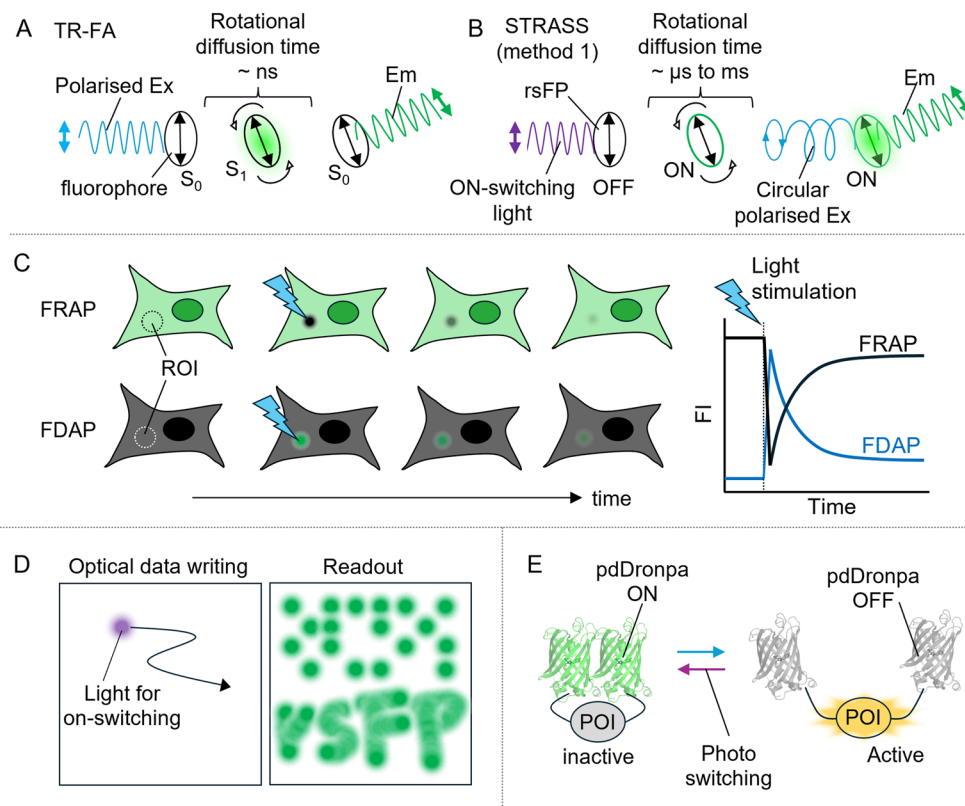 A
TR-FA
Rotational
diffusion time
~ ns
Polarised Ex
Em
fluorophore
S0
S1
S0
B
STRASS
(method 1)
Rotational
diffusion time
~ µs to ms
rsFP
Em
ON-switching
light
OFF
ON
Circular
polarised Ex
ON
C
FRAP
ROI
FDAP
time
Light
stimulation
FI
FRAP
FDAP
Time
D
Optical data writing
Readout
Light for
on-switching
rSFP
E
pdDronpa
ON
pdDronpa
OFF
POI
inactive
Photo
switching
POI
Active